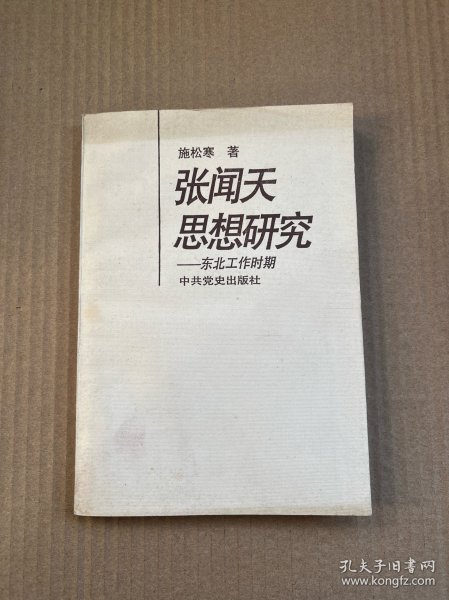 施松寒 著
张闻天
思想研究
——东北工作时期
中共党史出版社
孔夫子旧书网
www.kongfz.com